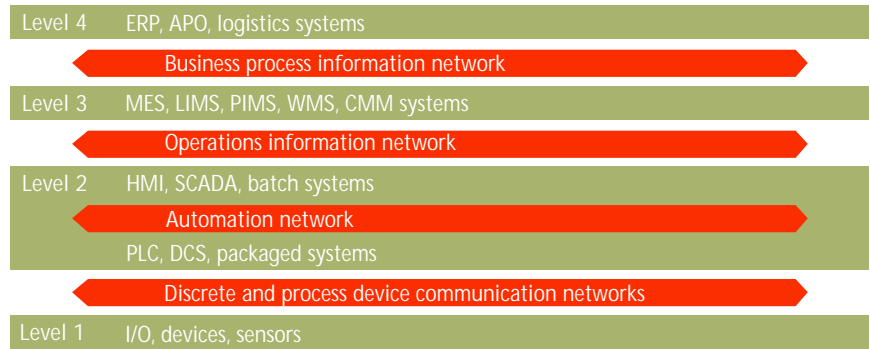 Level 4 ERP, APO, logistics systems
Business process information network
Level 3 MES, LIMS, PIMS, WMS, CMM systems
Operations information network
Level 2 HMI, SCADA, batch systems
Automation network
PLC, DCS, packaged systems
Discrete and process device communication networks
Level 1 I/O, devices, sensors